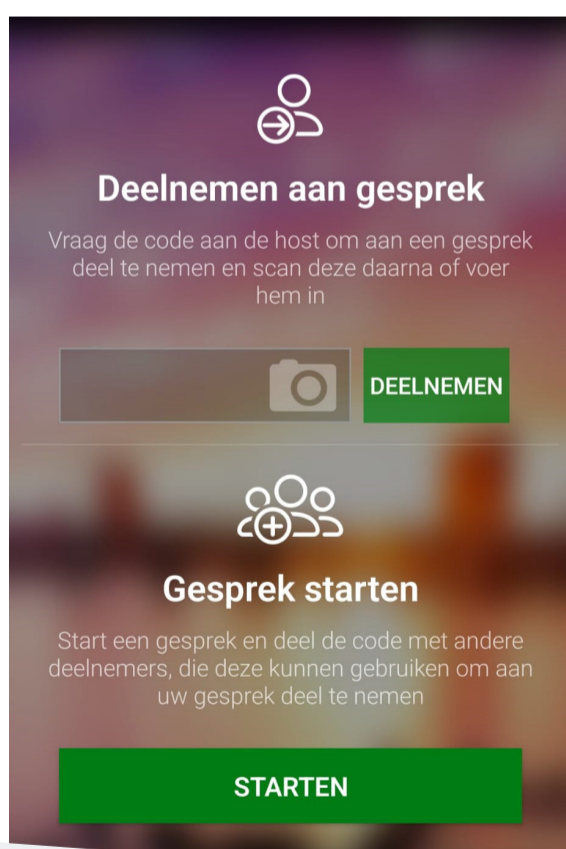 Deelnemen aan gesprek
Vraag de code aan de host om aan een gesprek
deel te nemen en scan deze daarna of voer
hem in
DEELNEMEN
Gesprek starten
Start een gesprek en deel de code met andere
deelnemers, die deze kunnen gebruiken om aan
uw gesprek deel te nemen
STARTEN